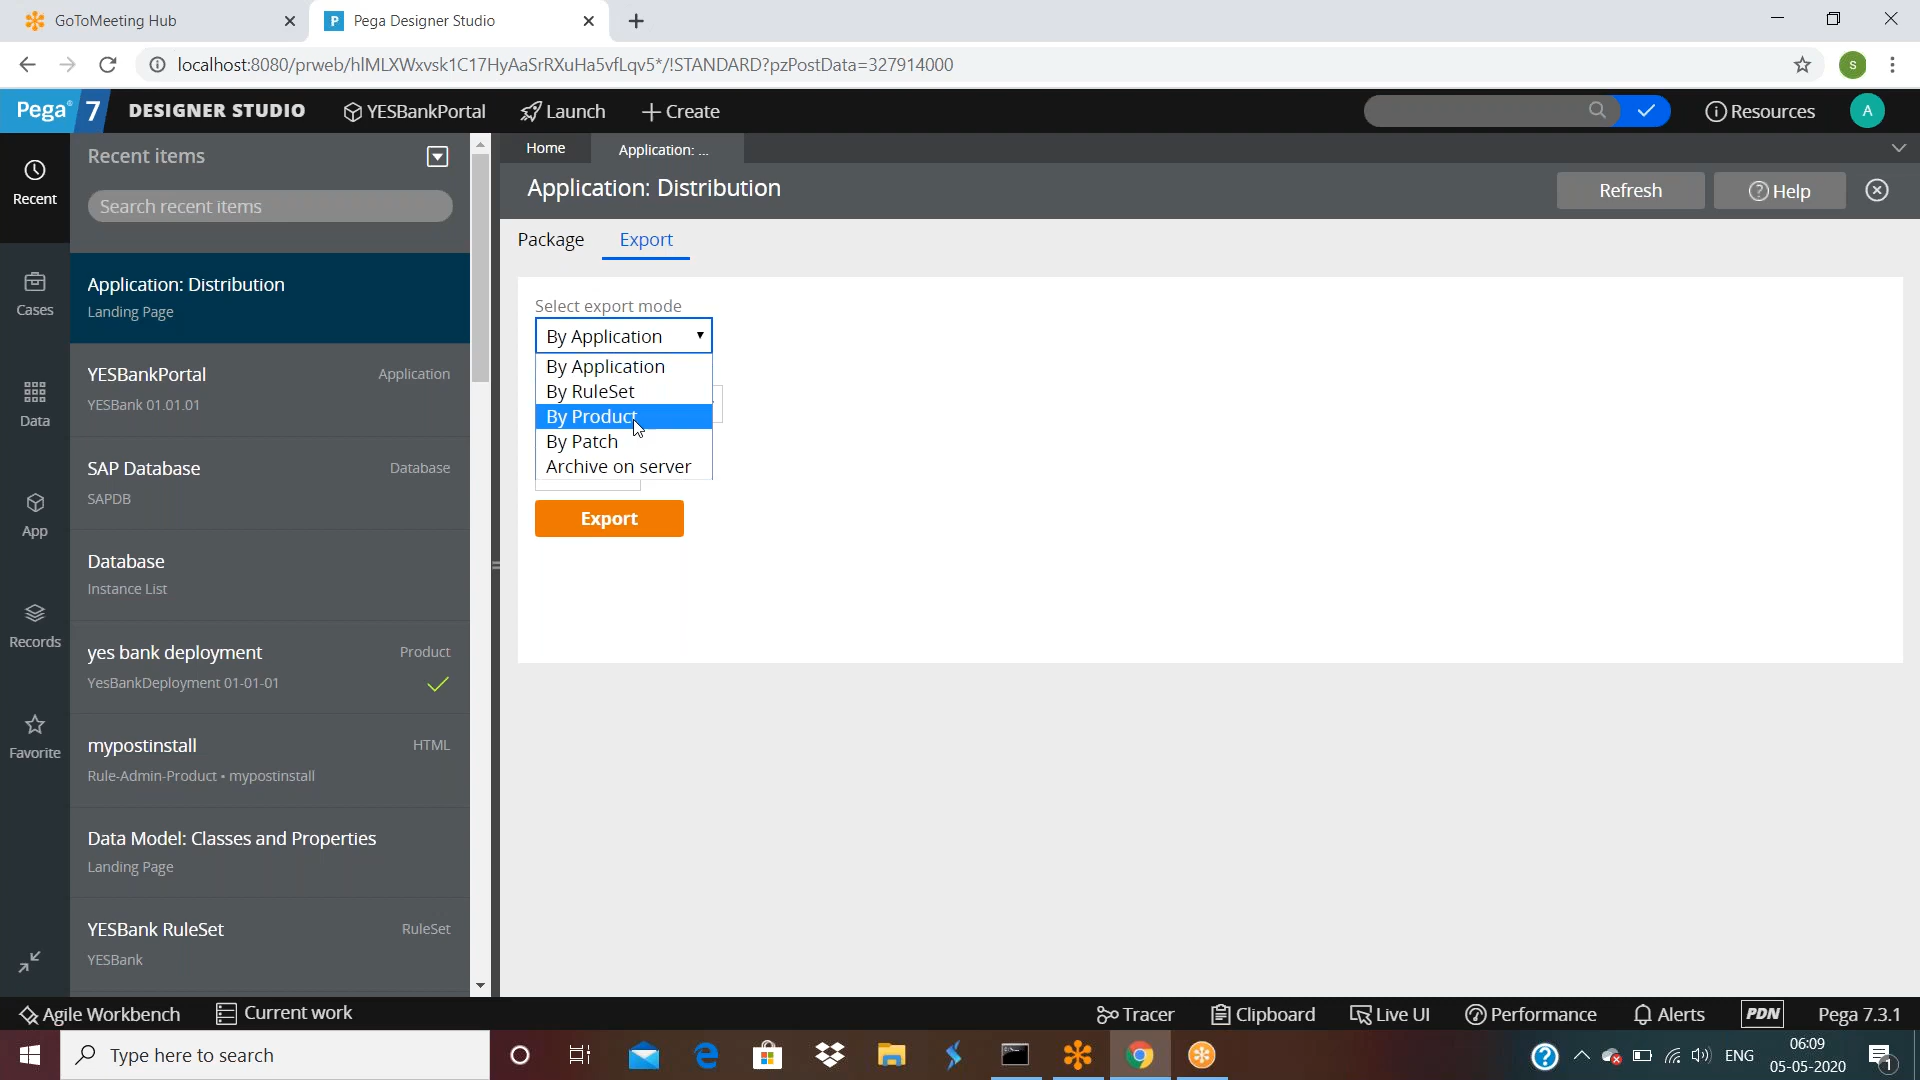 GoToMeeting Hub
Pega Designer Studio
localhost:8080/prweb/hIMLXWxvsk1C17HyAaSrRXuHa5vfLqv5*/!STANDARD?pzPostData=327914000
S
Pega 7 DESIGNER STUDIO YESBankPortal Launch Create Resources A
Recent
Cases
Data
App
Records
Favorite
Recent items
Search recent items
Application: Distribution
Landing Page
YESBankPortal Application
YESBank 01.01.01
SAP Database Database
SAPDB
Database
Instance List
yes bank deployment Product
YesBankDeployment 01-01-01
mypostinstall HTML
Rule-Admin-Product • mypostinstall
Data Model: Classes and Properties
Landing Page
YESBank RuleSet RuleSet
YESBank
Home Application: ...
Application: Distribution
Refresh Help
Package Export
Select export mode
By Application
By Application
By RuleSet
By Product
By Patch
Archive on server
Export
Agile Workbench Current work Tracer Clipboard Live UI Performance Alerts PDN Pega 7.3.1
Type here to search
ENG
06:09
05-05-2020
1